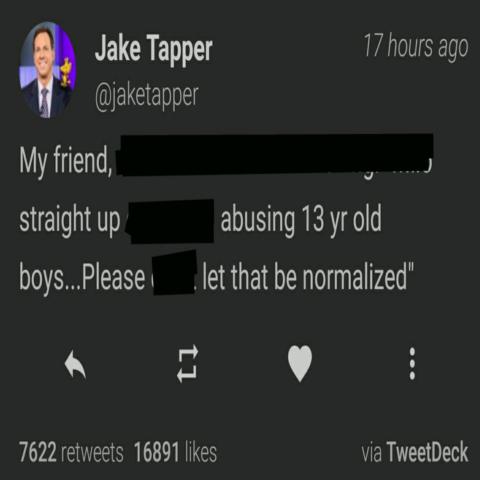 Jake Tapper
17 hours ago
@jaketapper
My friend,
straight up abusing 13 yr old
boys...Please let that be normalized"
7622 retweets 16891 likes
via TweetDeck